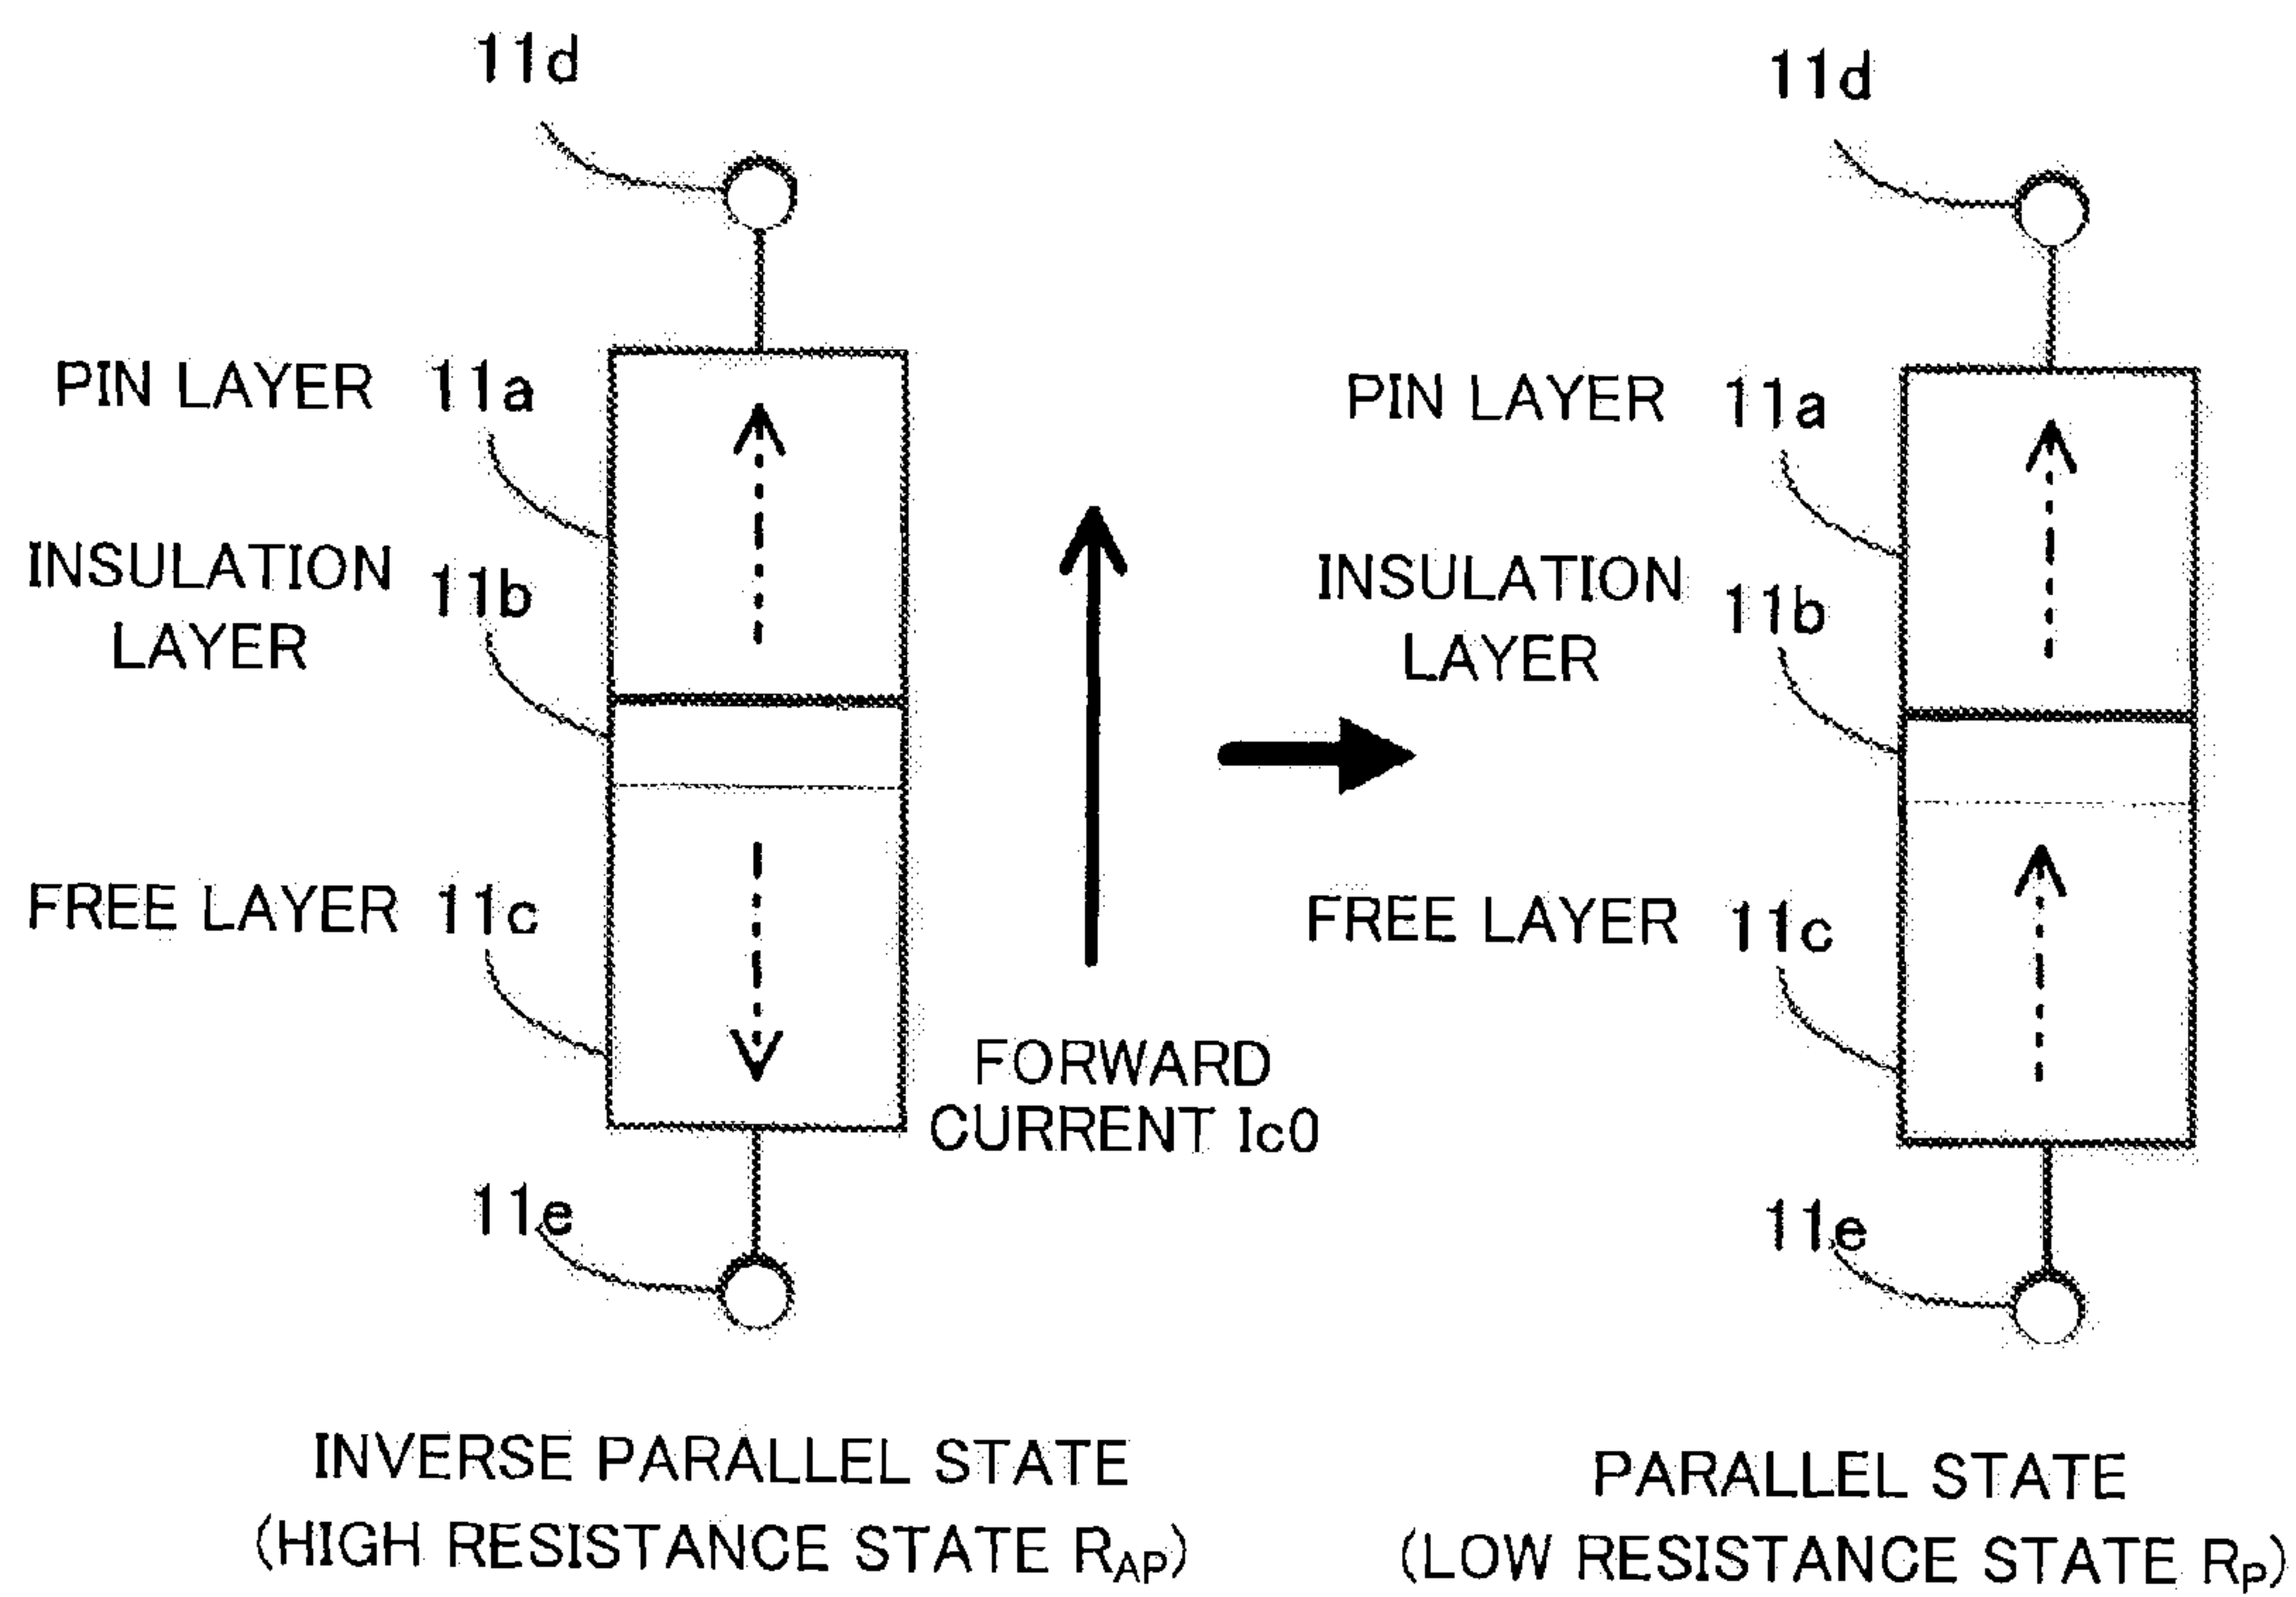 11d
PIN LAYER 11a
INSULATION
LAYER
11b
FREE LAYER 11c
11e
FORWARD
CURRENT Ic0
INVERSE PARALLEL STATE
(HIGH RESISTANCE STATE RAP)
11d
PIN LAYER 11a
INSULATION
LAYER
11b
FREE LAYER 11c
11e
PARALLEL STATE
(LOW RESISTANCE STATE RP)